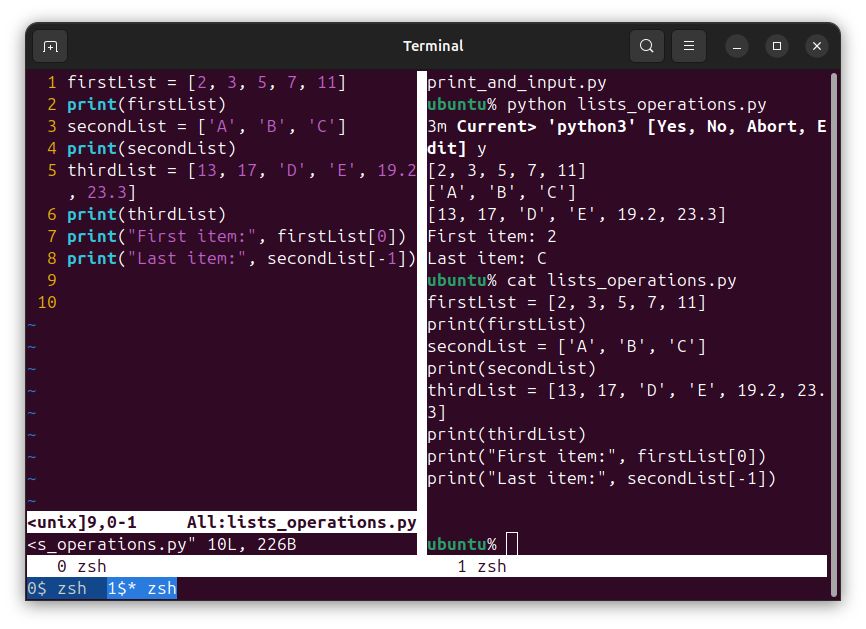 Terminal
1 firstList = [2, 3, 5, 7, 11]
2 print(firstList)
3 secondList = ['A', 'B', 'C']
4 print(secondList)
5 thirdList = [13, 17, 'D', 'E', 19.2
, 23.3]
6 print(thirdList)
7 print("First item:", firstList[0])
8 print("Last item:", secondList[-1])
9
10
~
~
~
~
~
~
~
~
~
<unix]9,0-1     All:lists_operations.py
<s_operations.py" 10L, 226B
print_and_input.py
ubuntu% python lists_operations.py
3m Current> 'python3' [Yes, No, Abort, E
dit] y
[2, 3, 5, 7, 11]
['A', 'B', 'C']
[13, 17, 'D', 'E', 19.2, 23.3]
First item: 2
Last item: C
ubuntu% cat lists_operations.py
firstList = [2, 3, 5, 7, 11]
print(firstList)
secondList = ['A', 'B', 'C']
print(secondList)
thirdList = [13, 17, 'D', 'E', 19.2, 23.
3]
print(thirdList)
print("First item:", firstList[0])
print("Last item:", secondList[-1])
ubuntu%
0 zsh
1 zsh
0$ zsh  1$* zsh